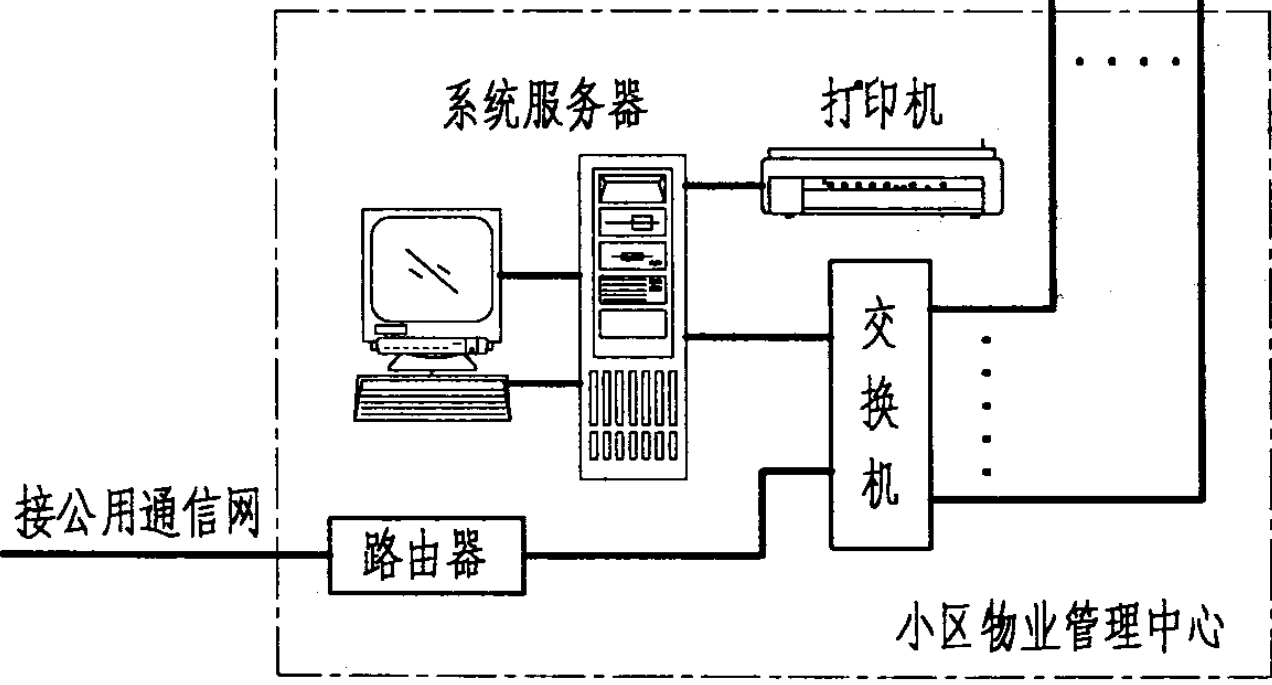 系统服务器
打印机
交换机
接公用通信网
路由器
小区物业管理中心